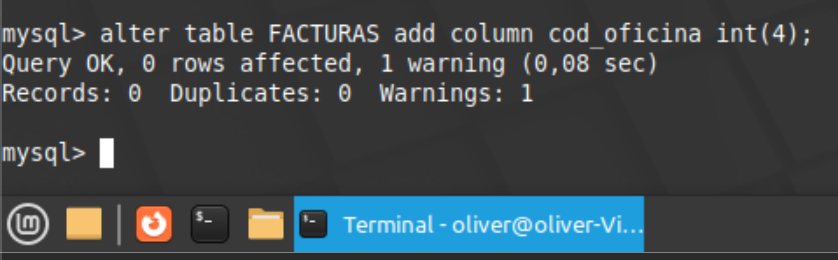 mysql> alter table FACTURAS add column cod_oficina int(4);
Query OK, 0 rows affected, 1 warning (0,08 sec)
Records: 0  Duplicates: 0  Warnings: 1
mysql>
$_ $_ Terminal - oliver@oliver-Vi...